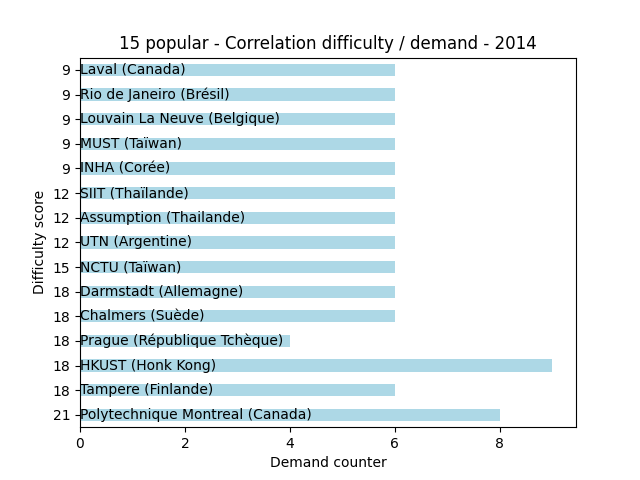 15 popular - Correlation difficulty / demand - 2014
9 Laval (Canada)
9 Rio de Janeiro (Brésil)
9 Louvain La Neuve (Belgique)
9 MUST (Taïwan)
9 INHA (Corée)
12 SIIT (Thaïlande)
12 Assumption (Thailande)
12 UTN (Argentine)
15 NCTU (Taïwan)
18 Darmstadt (Allemagne)
18 Chalmers (Suède)
18 Prague (République Tchèque)
18 HKUST (Honk Kong)
18 Tampere (Finlande)
21 Polytechnique Montreal (Canada)
Difficulty score
0 2 4 6 8
Demand counter